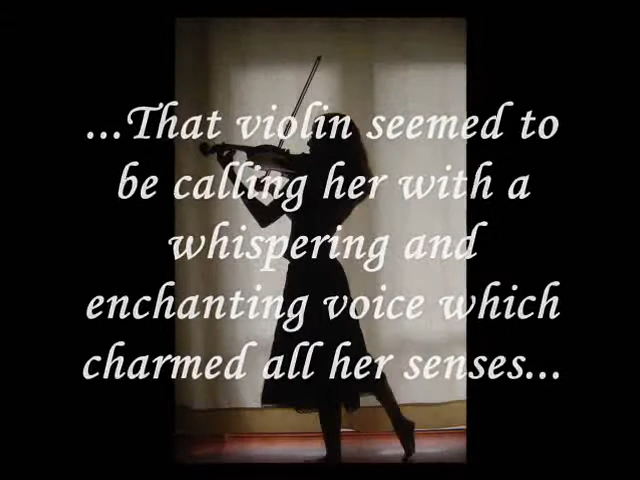 ...That violin seemed to
be calling her with a
whispering and
enchanting voice which
charmed all her senses...